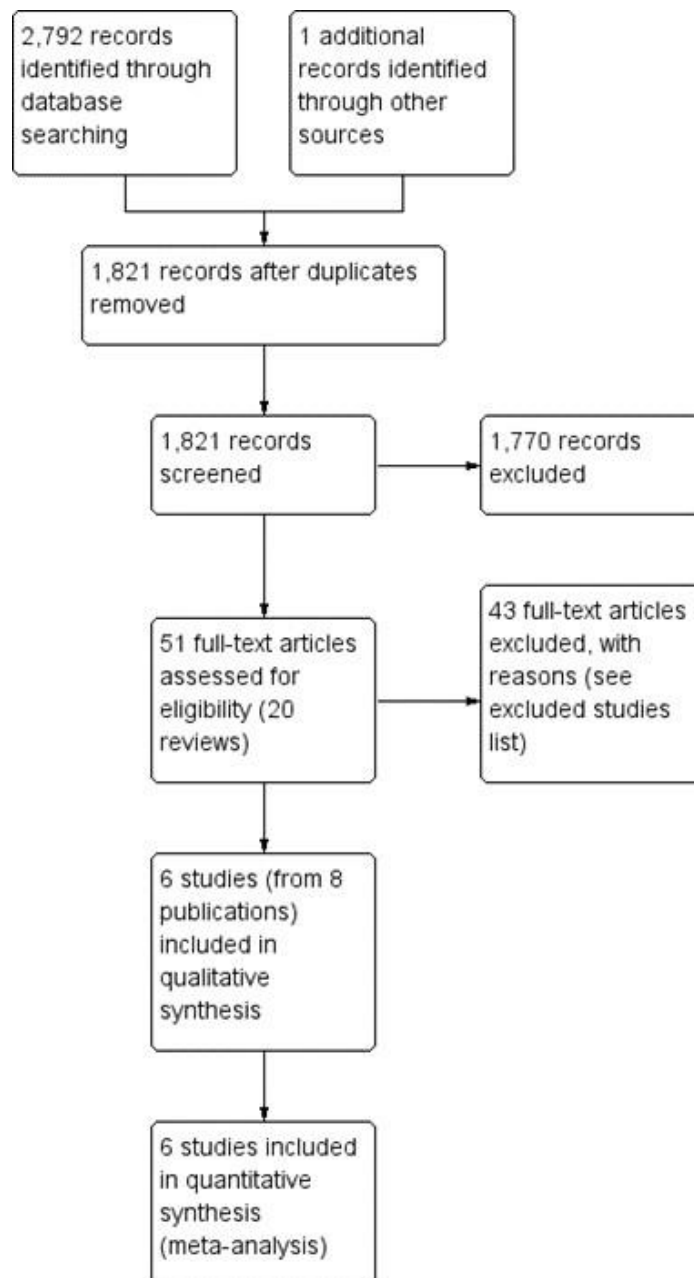 2,792 records
identified through
database
searching
1 additional
records identified
through other
sources
1,821 records after duplicates
removed
1,821 records
screened
1,770 records
excluded
51 full-text articles
assessed for
eligibility (20
reviews)
43 full-text articles
excluded, with
reasons (see
excluded studies
list)
6 studies (from 8
publications)
included in
qualitative
synthesis
6 studies included
in quantitative
synthesis
(meta-analysis)